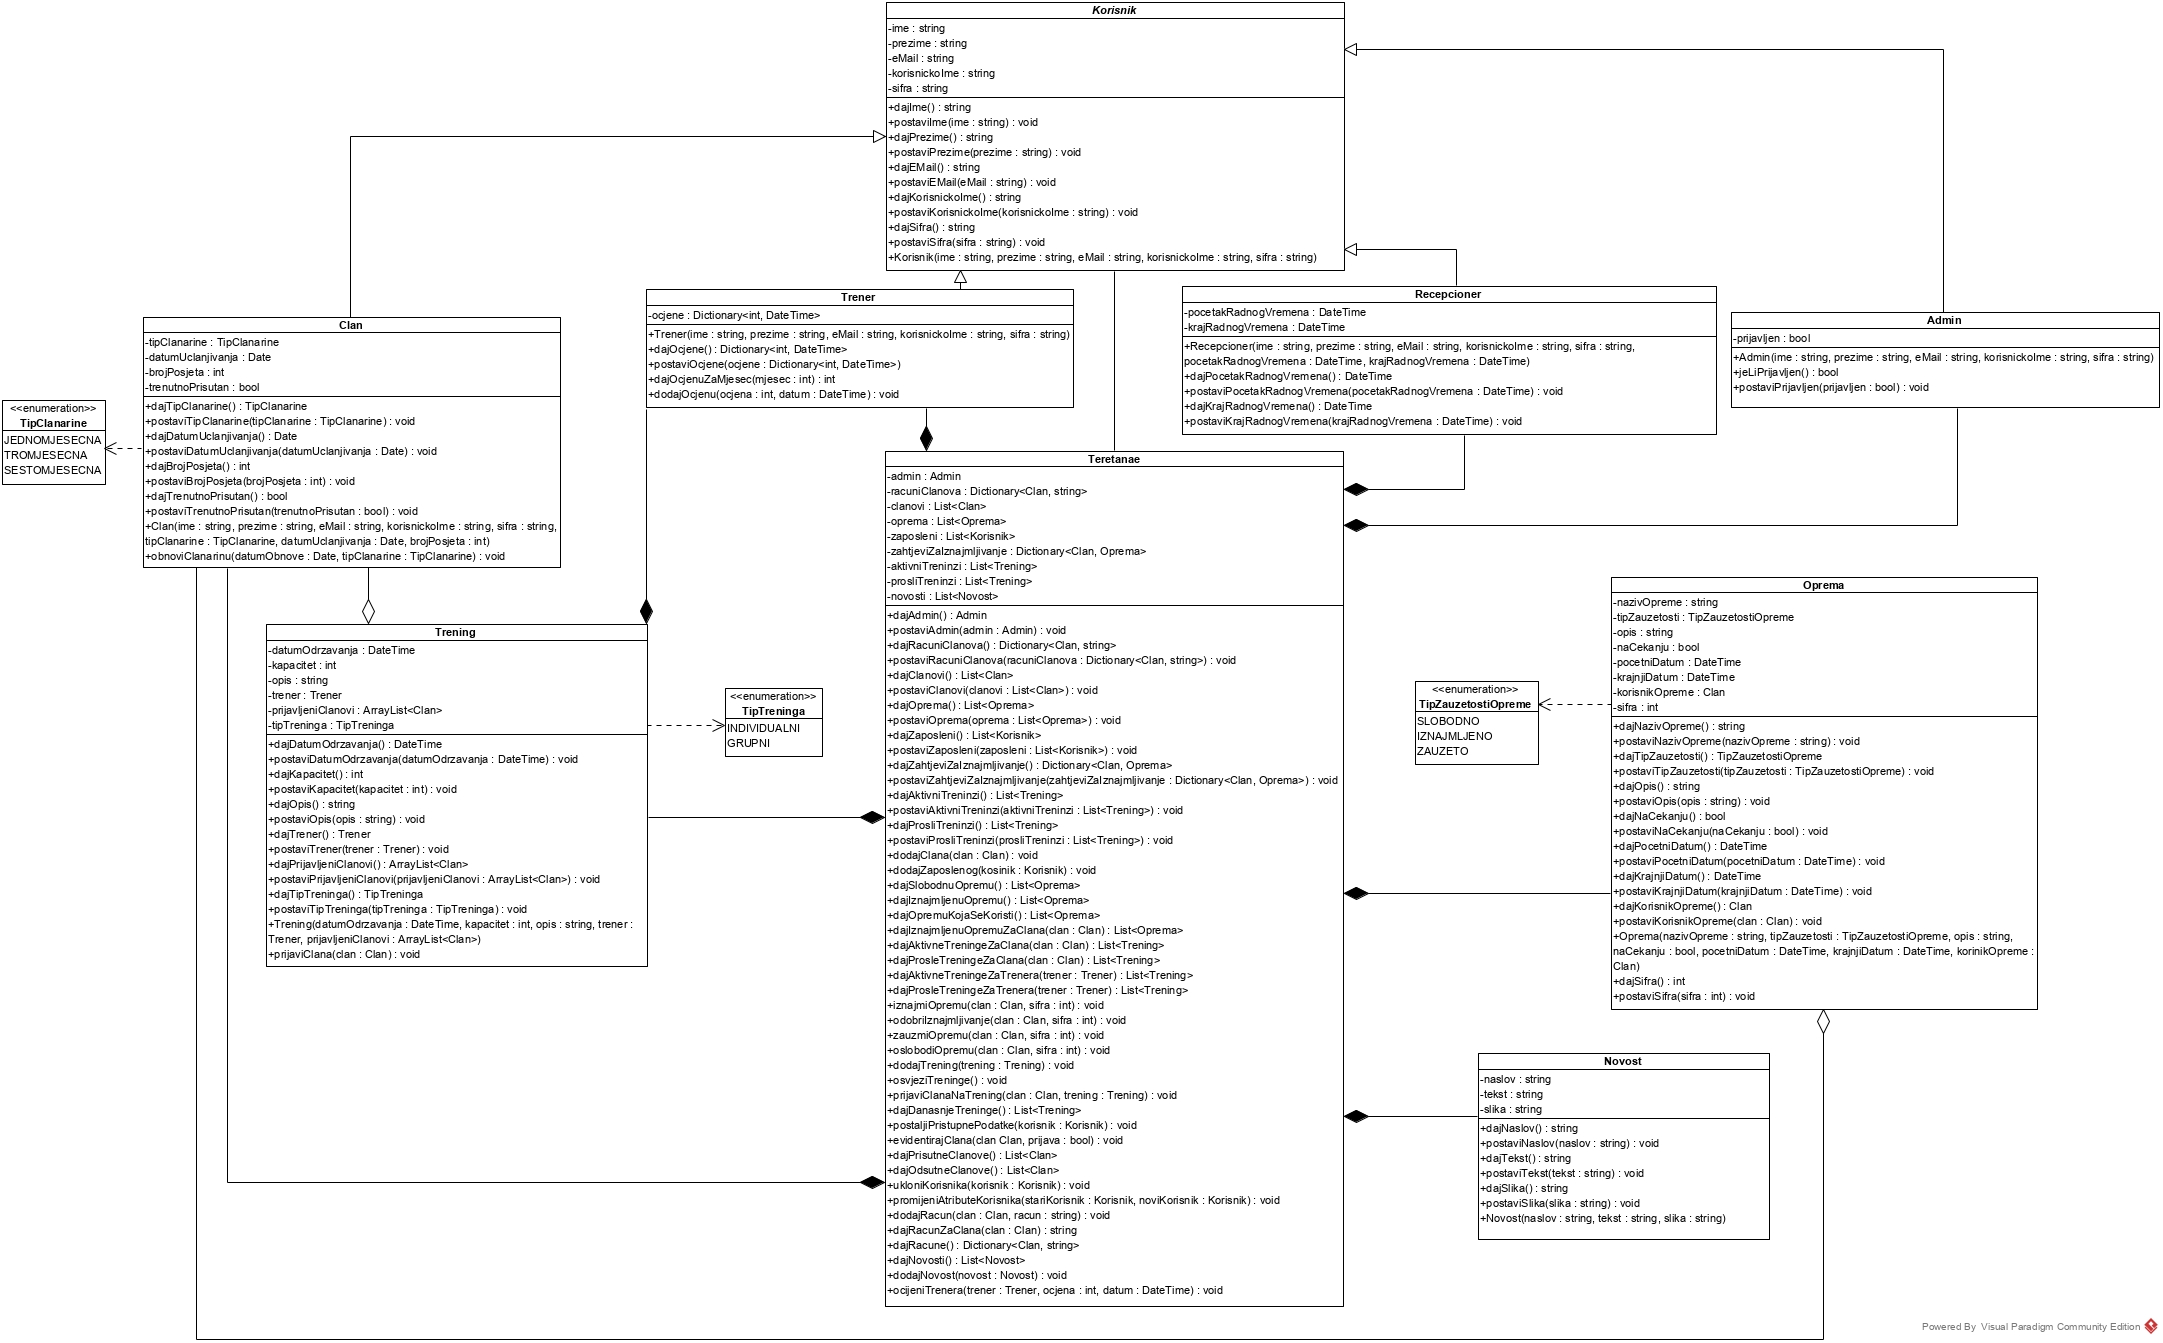 Korisnik
-ime : string
-prezime : string
-eMail : string
-korisnickoIme : string
-sifra : string
+dajIme() : string
+postaviIme(ime : string) : void
+dajPrezime() : string
+postaviPrezime(prezime : string) : void
+dajEMail() : string
+postaviEMail(eMail : string) : void
+dajKorisnickoIme() : string
+postaviKorisnickoIme(korisnickoIme : string) : void
+dajSifra() : string
+postaviSifra(sifra : string) : void
+Korisnik(ime : string, prezime : string, eMail : string, korisnickoIme : string, sifra : string)
Trener
-ocjene : Dictionary<int, DateTime>
+Trener(ime : string, prezime : string, eMail : string, korisnickoIme : string, sifra : string)
+dajOcjene() : Dictionary<int, DateTime>
+postaviOcjene(ocjene : Dictionary<int, DateTime>)
+dajOcjenuZaMjesec(mjesec : int) : int
+dodajOcjenu(ocjena : int, datum : DateTime) : void
Recepcioner
-pocetakRadnogVremena : DateTime
-krajRadnogVremena : DateTime
+Recepcioner(ime : string, prezime : string, eMail : string, korisnickoIme : string, sifra : string,
pocetakRadnogVremena : DateTime, krajRadnogVremena : DateTime)
+dajPocetakRadnogVremena() : DateTime
+postaviPocetakRadnogVremena(pocetakRadnogVremena : DateTime) : void
+dajKrajRadnogVremena() : DateTime
+postaviKrajRadnogVremena(krajRadnogVremena : DateTime) : void
Admin
-prijavljen : bool
+Admin(ime : string, prezime : string, eMail : string, korisnickoIme : string, sifra : string)
+jeLiPrijavljen() : bool
+postaviPrijavljen(prijavljen : bool) : void
Clan
-tipClanarine : TipClanarine
-datumUclanjivanja : Date
-brojPosjeta : int
-trenutnoPrisutan : bool
+dajTipClanarine() : TipClanarine
+postaviTipClanarine(tipClanarine : TipClanarine) : void
+dajDatumUclanjivanja() : Date
+postaviDatumUclanjivanja(datumUclanjivanja : Date) : void
+dajBrojPosjeta() : int
+postaviBrojPosjeta(brojPosjeta : int) : void
+dajTrenutnoPrisutan() : bool
+postaviTrenutnoPrisutan(trenutnoPrisutan : bool) : void
+Clan(ime : string, prezime : string, eMail : string, korisnickoIme : string, sifra : string,
tipClanarine : TipClanarine, datumUclanjivanja : Date, brojPosjeta : int)
+obnoviClanarinu(datumObnove : Date, tipClanarine : TipClanarine) : void
<<enumeration>>
TipClanarine
JEDNOMJESECNA
TROMJESECNA
SESTOMJESECNA
Teretanae
-admin : Admin
-racuniClanova : Dictionary<Clan, string>
-clanovi : List<Clan>
-oprema : List<Oprema>
-zaposleni : List<Korisnik>
-zahtjeviZaIznajmljivanje : Dictionary<Clan, Oprema>
-aktivniTreninzi : List<Trening>
-prosliTreninzi : List<Trening>
-novosti : List<Novost>
+dajAdmin() : Admin
+postaviAdmin(admin : Admin) : void
+dajRacuniClanova() : Dictionary<Clan, string>
+postaviRacuniClanova(racuniClanova : Dictionary<Clan, string>) : void
+dajClanovi() : List<Clan>
+postaviClanovi(clanovi : List<Clan>) : void
+dajOprema() : List<Oprema>
+postaviOprema(oprema : List<Oprema>) : void
+dajZaposleni() : List<Korisnik>
+postaviZaposleni(zaposleni : List<Korisnik>) : void
+dajZahtjeviZaIznajmljivanje() : Dictionary<Clan, Oprema>
+postaviZahtjeviZaIznajmljivanje(zahtjeviZaIznajmljivanje : Dictionary<Clan, Oprema>) : void
+dajAktivniTreninzi() : List<Trening>
+postaviAktivniTreninzi(aktivniTreninzi : List<Trening>) : void
+dajProsliTreninzi() : List<Trening>
+postaviProsliTreninzi(prosliTreninzi : List<Trening>) : void
+dodajClana(clan : Clan) : void
+dodajZaposlenog(kosinik : Korisnik) : void
+dajSlobodnuOpremu() : List<Oprema>
+dajIznajmljenuOpremu() : List<Oprema>
+dajOpremuKojaSeKoristi() : List<Oprema>
+dajIznajmljenuOpremuZaClana(clan : Clan) : List<Oprema>
+dajAktivneTreningeZaClana(clan : Clan) : List<Trening>
+dajProsleTreningeZaClana(clan : Clan) : List<Trening>
+dajAktivneTreningeZaTrenera(trener : Trener) : List<Trening>
+dajProsleTreningeZaTrenera(trener : Trener) : List<Trening>
+iznajmiOpremu(clan : Clan, sifra : int) : void
+odobriIznajmljivanje(clan : Clan, sifra : int) : void
+zauzmiOpremu(clan : Clan, sifra : int) : void
+oslobodiOpremu(clan : Clan, sifra : int) : void
+dodajTrening(trening : Trening) : void
+osvjeziTreninge() : void
+prijaviClanaNaTrening(clan : Clan, trening : Trening) : void
+dajDanasnjeTreninge() : List<Trening>
+postaljiPristupnePodatke(korisnik : Korisnik) : void
+evidentirajClana(clan Clan, prijava : bool) : void
+dajPrisutneClanove() : List<Clan>
+dajOdsutneClanove() : List<Clan>
+ukloniKorisnika(korisnik : Korisnik) : void
+promijeniAtributeKorisnika(stariKorisnik : Korisnik, noviKorisnik : Korisnik) : void
+dodajRacun(clan : Clan, racun : string) : void
+dajRacunZaClana(clan : Clan) : string
+dajRacune() : Dictionary<Clan, string>
+dajNovosti() : List<Novost>
+dodajNovost(novost : Novost) : void
+ocijeniTrenera(trener : Trener, ocjena : int, datum : DateTime) : void
Trening
-datumOdrzavanja : DateTime
-kapacitet : int
-opis : string
-trener : Trener
-prijavljeniClanovi : ArrayList<Clan>
-tipTreninga : TipTreninga
+dajDatumOdrzavanja() : DateTime
+postaviDatumOdrzavanja(datumOdrzavanja : DateTime) : void
+dajKapacitet() : int
+postaviKapacitet(kapacitet : int) : void
+dajOpis() : string
+postaviOpis(opis : string) : void
+dajTrener() : Trener
+postaviTrener(trener : Trener) : void
+dajPrijavljeniClanovi() : ArrayList<Clan>
+postaviPrijavljeniClanovi(prijavljeniClanovi : ArrayList<Clan>) : void
+dajTipTreninga() : TipTreninga
+postaviTipTreninga(tipTreninga : TipTreninga) : void
+Trening(datumOdrzavanja : DateTime, kapacitet : int, opis : string, trener :
Trener, prijavljeniClanovi : ArrayList<Clan>)
+prijaviClana(clan : Clan) : void
<<enumeration>>
TipTreninga
INDIVIDUALNI
GRUPNI
<<enumeration>>
TipZauzetostiOpreme
SLOBODNO
IZNAJMLJENO
ZAUZETO
Oprema
-nazivOpreme : string
-tipZauzetosti : TipZauzetostiOpreme
-opis : string
-naCekanju : bool
-pocetniDatum : DateTime
-krajnjiDatum : DateTime
-korisnikOpreme : Clan
-sifra : int
+dajNazivOpreme() : string
+postaviNazivOpreme(nazivOpreme : string) : void
+dajTipZauzetosti() : TipZauzetostiOpreme
+postaviTipZauzetosti(tipZauzetosti : TipZauzetostiOpreme) : void
+dajOpis() : string
+postaviOpis(opis : string) : void
+dajNaCekanju() : bool
+postaviNaCekanju(naCekanju : bool) : void
+dajPocetniDatum() : DateTime
+postaviPocetniDatum(pocetniDatum : DateTime) : void
+dajKrajnjiDatum() : DateTime
+postaviKrajnjiDatum(krajnjiDatum : DateTime) : void
+dajKorisnikOpreme() : Clan
+postaviKorisnikOpreme(clan : Clan) : void
+Oprema(nazivOpreme : string, tipZauzetosti : TipZauzetostiOpreme, opis : string,
naCekanju : bool, pocetniDatum : DateTime, krajnjiDatum : DateTime, korinikOpreme :
Clan)
+dajSifra() : int
+postaviSifra(sifra : int) : void
Novost
-naslov : string
-tekst : string
-slika : string
+dajNaslov() : string
+postaviNaslov(naslov : string) : void
+dajTekst() : string
+postaviTekst(tekst : string) : void
+dajSlika() : string
+postaviSlika(slika : string) : void
+Novost(naslov : string, tekst : string, slika : string)
Powered By Visual Paradigm Community Edition